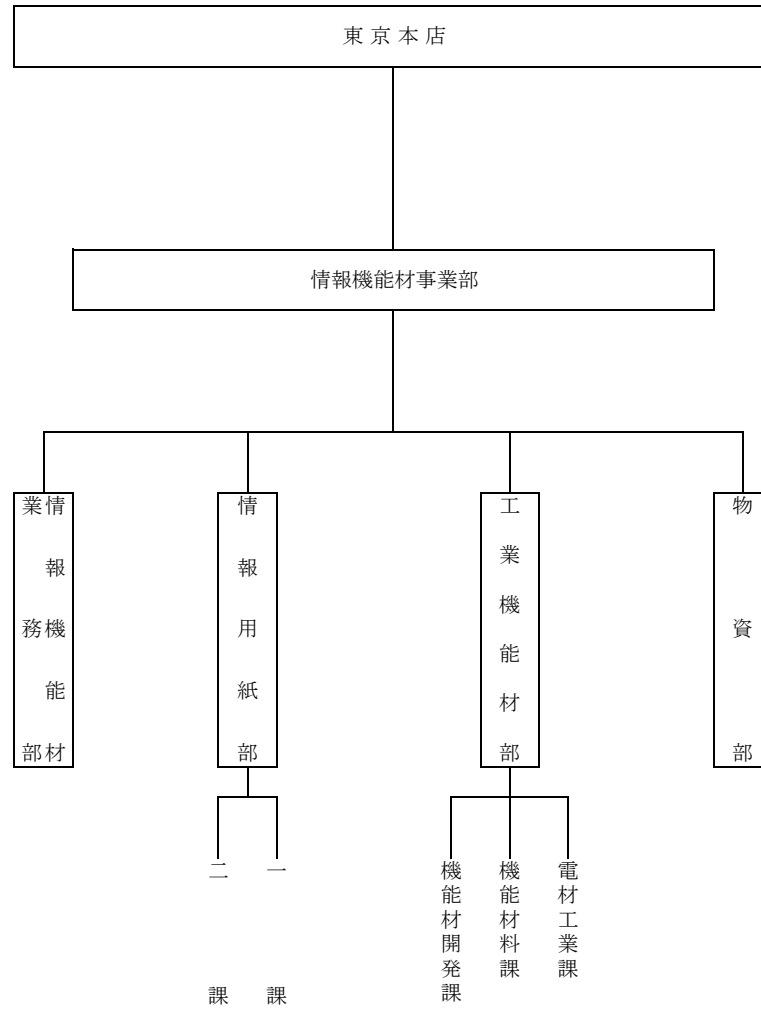 東京本店
情報機能材事業部
情報機能材
業務部
情報用紙部
工業機能材部
物資部
二課
一課
機能材開発課
機能材料課
電材工業課